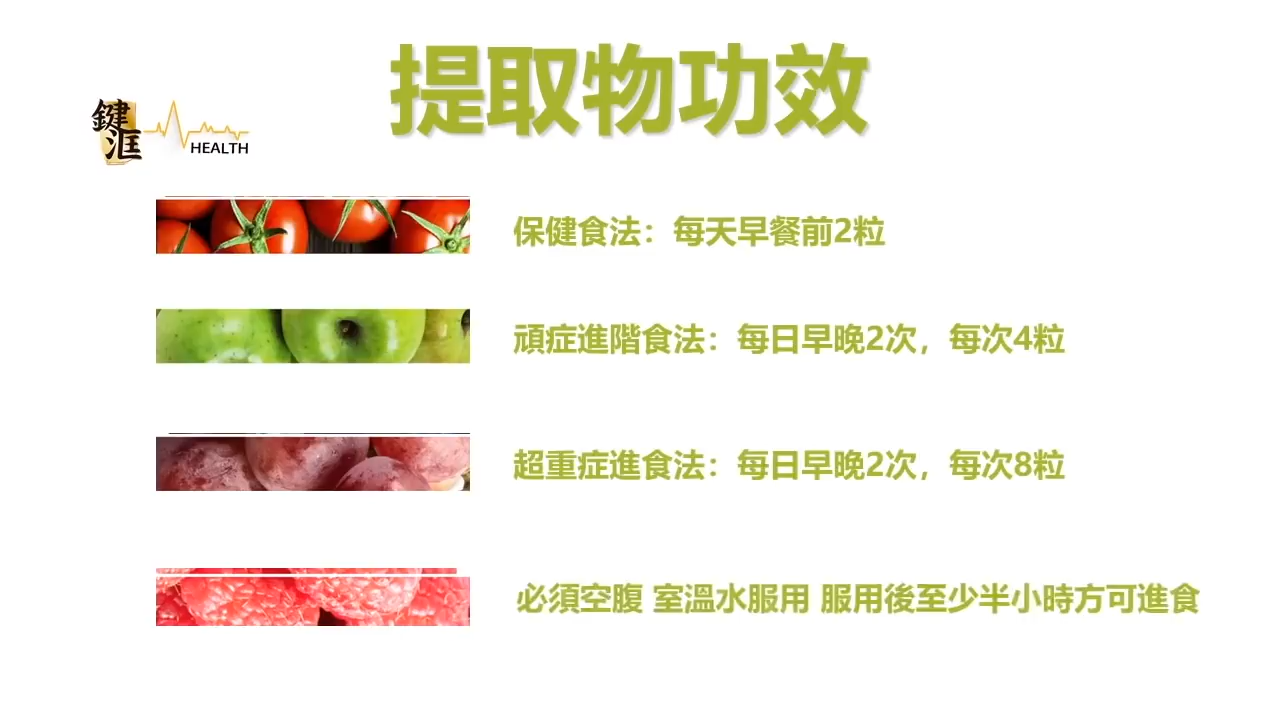 提取物功效
鍵滙
HEALTH
保健食法：每天早餐前2粒
頑症進階食法：每日早晚2次，每次4粒
超重症進食法：每日早晚2次，每次8粒
必須空腹 室溫水服用 服用後至少半小時方可進食